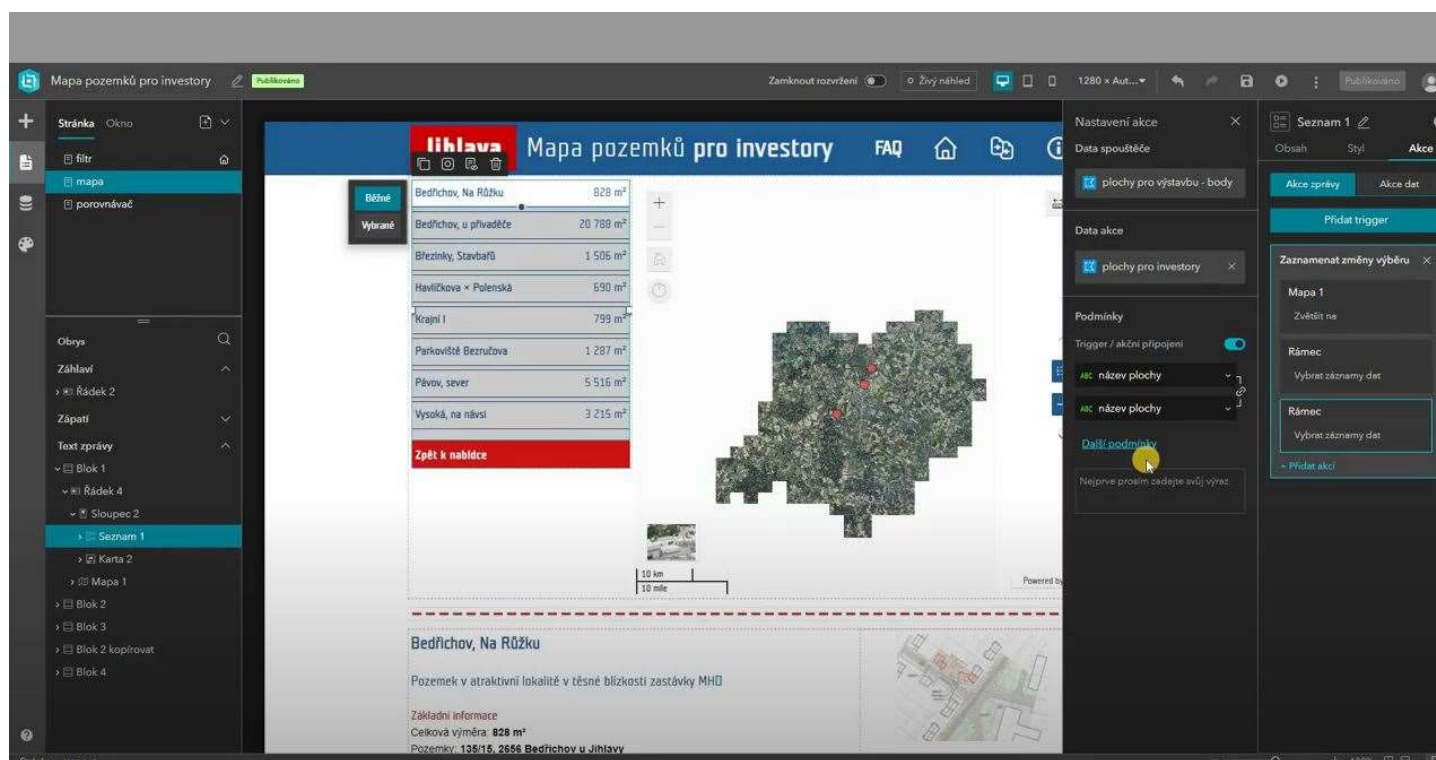 Mapa pozemků pro investory
Publikováno
Zamknout rozvržení
Živý náhled
1280 × Aut...
Publikováno
Stránka Okno
filtr
mapa
porovnávač
Obrys
Záhlaví
Řádek 2
Zápatí
Text zprávy
Blok 1
Řádek 4
Sloupec 2
Seznam 1
Karta 2
Mapa 1
Blok 2
Blok 3
Blok 2 kopírovat
Blok 4
Jihlava
Mapa pozemků pro investory
FAQ
Běžné
Vybrané
Bedřichov, Na Růžku 828 m²
Bedřichov, u přivaděče 20 788 m²
Březinky, Stavbařů 1 506 m²
Havlíčkova × Polenská 690 m²
Krajní I 799 m²
Parkoviště Bezručova 1 287 m²
Pávov, sever 5 516 m²
Vysoká, na návsi 3 215 m²
Zpět k nabídce
10 km
10 mile
Powered by
Bedřichov, Na Růžku
Pozemek v atraktivní lokalitě v těsné blízkosti zastávky MHD
Základní informace
Celková výměra: 828 m²
Pozemky: 135/15, 2656 Bedřichov u Jihlavy
Nastavení akce
Data spouštěče
plochy pro výstavbu - body
Data akce
plochy pro investory
Podmínky
Trigger / akční připojení
ABC název plochy
ABC název plochy
Další podmínky
Nejprve prosím zadejte svůj výraz
Seznam 1
Obsah Styl Akce
Akce zprávy Akce dat
Přidat trigger
Zaznamenat změny výběru
Mapa 1
Zvětšit na
Rámec
Vybrat záznamy dat
Rámec
Vybrat záznamy dat
+ Přidat akci
100%